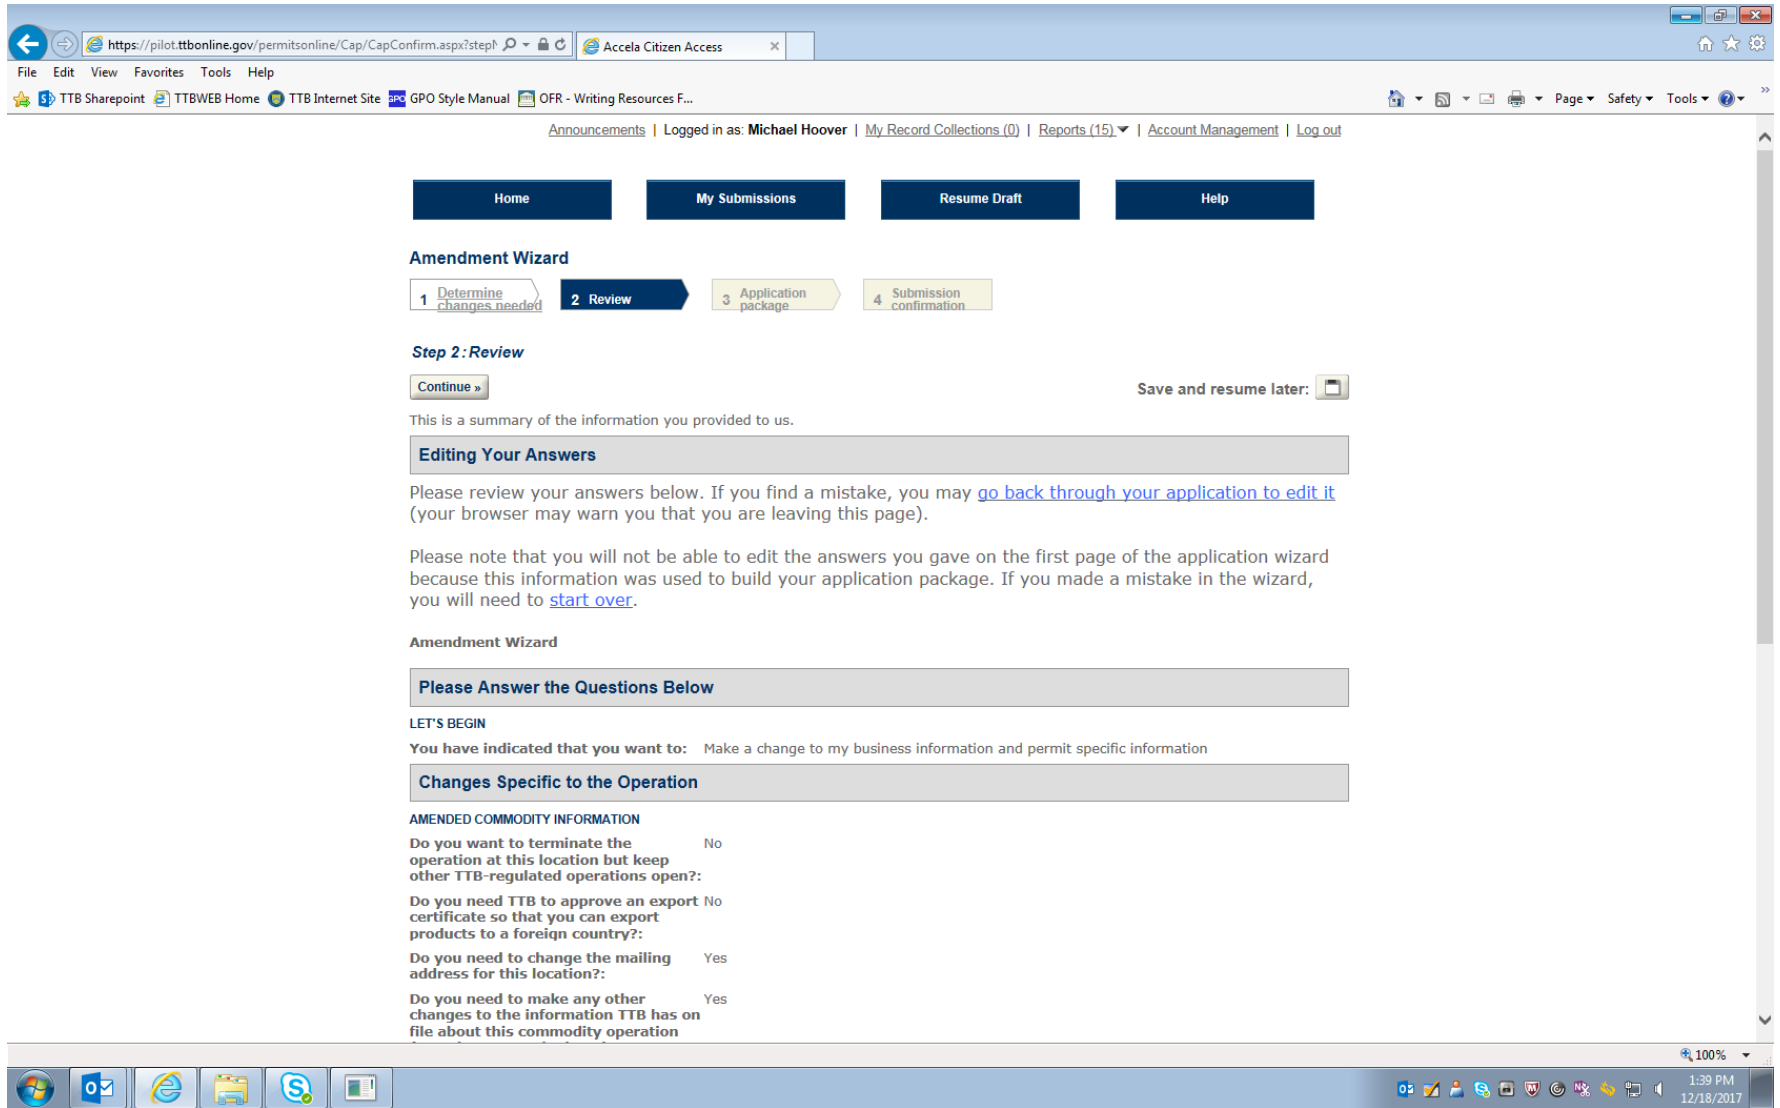 https://pilot.ttbonline.gov/permitsonline/Cap/CapConfirm.aspx?step
Accela Citizen Access
File Edit View Favorites Tools Help
TTB Sharepoint TTBWEB Home TTB Internet Site GPO GPO Style Manual OFR - Writing Resources F...
Page Safety Tools
Announcements | Logged in as: Michael Hoover | My Record Collections (0) | Reports (15) | Account Management | Log out
Home My Submissions Resume Draft Help
Amendment Wizard
1 Determine changes needed
2 Review
3 Application package
4 Submission confirmation
Step 2: Review
Continue »
Save and resume later:
This is a summary of the information you provided to us.
Editing Your Answers
Please review your answers below. If you find a mistake, you may go back through your application to edit it
(your browser may warn you that you are leaving this page).
Please note that you will not be able to edit the answers you gave on the first page of the application wizard
because this information was used to build your application package. If you made a mistake in the wizard,
you will need to start over.
Amendment Wizard
Please Answer the Questions Below
LET'S BEGIN
You have indicated that you want to: Make a change to my business information and permit specific information
Changes Specific to the Operation
AMENDED COMMODITY INFORMATION
Do you want to terminate the No
operation at this location but keep
other TTB-regulated operations open?:
Do you need TTB to approve an export No
certificate so that you can export
products to a foreign country?:
Do you need to change the mailing Yes
address for this location?:
Do you need to make any other Yes
changes to the information TTB has on
file about this commodity operation
100%
1:39 PM
12/18/2017